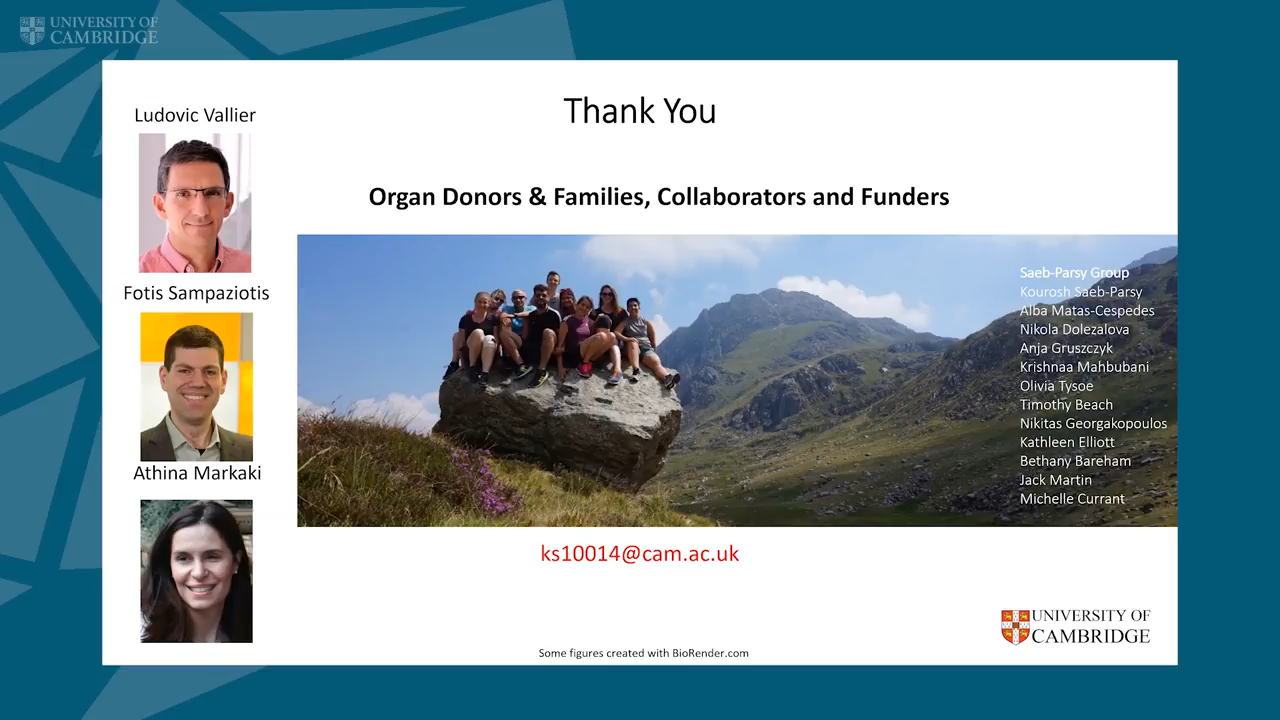 UNIVERSITY OF
CAMBRIDGE
Thank You
Ludovic Vallier
Organ Donors & Families, Collaborators and Funders
Fotis Sampaziotis
Athina Markaki
Saeb-Parsy Group
Kourosh Saeb-Parsy
Alba Matas-Cespedes
Nikola Dolezalova
Anja Gruszczyk
Krishnaa Mahbubani
Olivia Tysoe
Timothy Beach
Nikitas Georgakopoulos
Kathleen Elliott
Bethany Bareham
Jack Martin
Michelle Currant
ks10014@cam.ac.uk
UNIVERSITY OF
CAMBRIDGE
Some figures created with BioRender.com